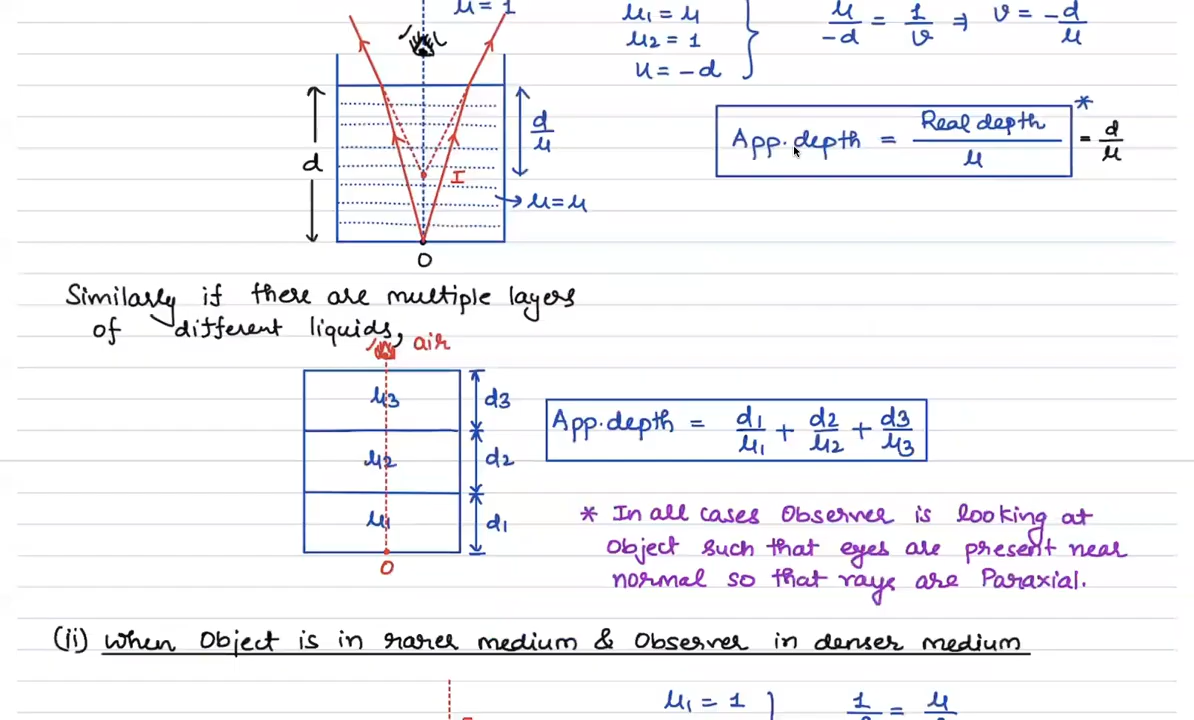 μ = 1
μ1 = μ
μ2 = 1
u = -d
μ/-d = 1/v ⇒ v = -d/μ
App. depth = Real depth/μ * = d/μ
d
d/μ
I
→ μ = μ
O
Similarly if there are multiple layers
of different liquids,
air
μ3
d3
μ2
d2
μ1
d1
O
App. depth = d1/μ1 + d2/μ2 + d3/μ3
* In all cases Observer is looking at
Object such that eyes are present near
normal so that rays are Paraxial.
(ii) When Object is in rarer medium & Observer in denser medium
μ1 = 1
1 = μ